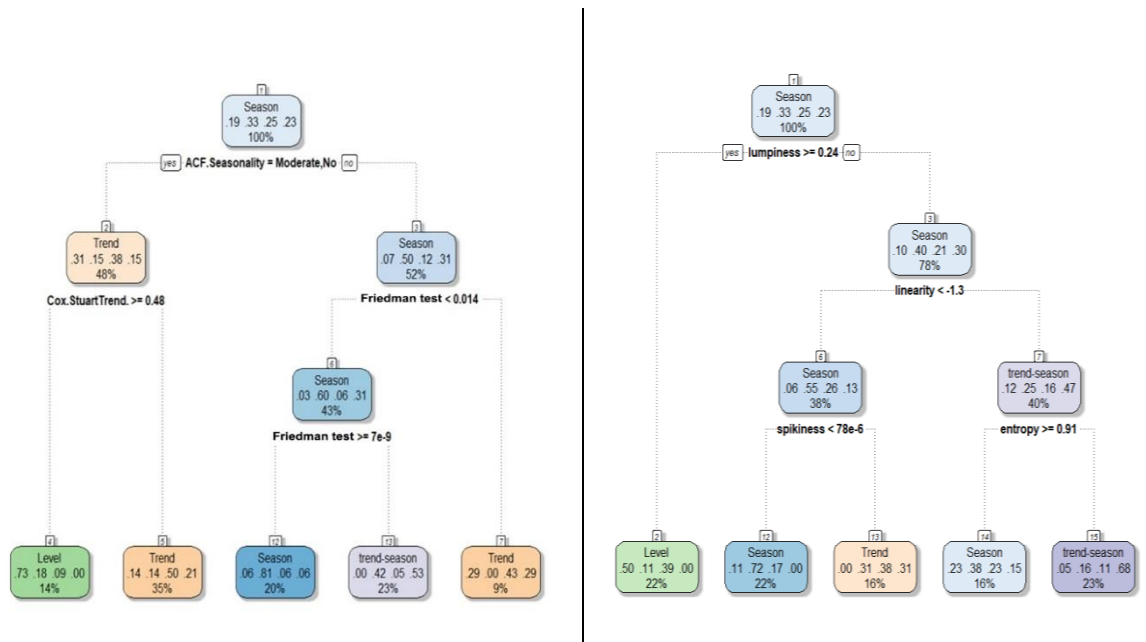 1
Season
.19 .33 .25 .23
100%
yes ACF.Seasonality = Moderate,No no
2
Trend
.31 .15 .38 .15
48%
Cox.StuartTrend. >= 0.48
3
Season
.07 .50 .12 .31
52%
Friedman test < 0.014
6
Season
.03 .60 .06 .31
43%
Friedman test >= 7e-9
4
Level
.73 .18 .09 .00
14%
5
Trend
.14 .14 .50 .21
35%
12
Season
.06 .81 .06 .06
20%
13
trend-season
.00 .42 .05 .53
23%
7
Trend
.29 .00 .43 .29
9%
1
Season
.19 .33 .25 .23
100%
yes lumpiness >= 0.24 no
3
Season
.10 .40 .21 .30
78%
linearity < -1.3
6
Season
.06 .55 .26 .13
38%
spikiness < 78e-6
7
trend-season
.12 .25 .16 .47
40%
entropy >= 0.91
2
Level
.50 .11 .39 .00
22%
12
Season
.11 .72 .17 .00
22%
13
Trend
.00 .31 .38 .31
16%
14
Season
.23 .38 .23 .15
16%
15
trend-season
.05 .16 .11 .68
23%